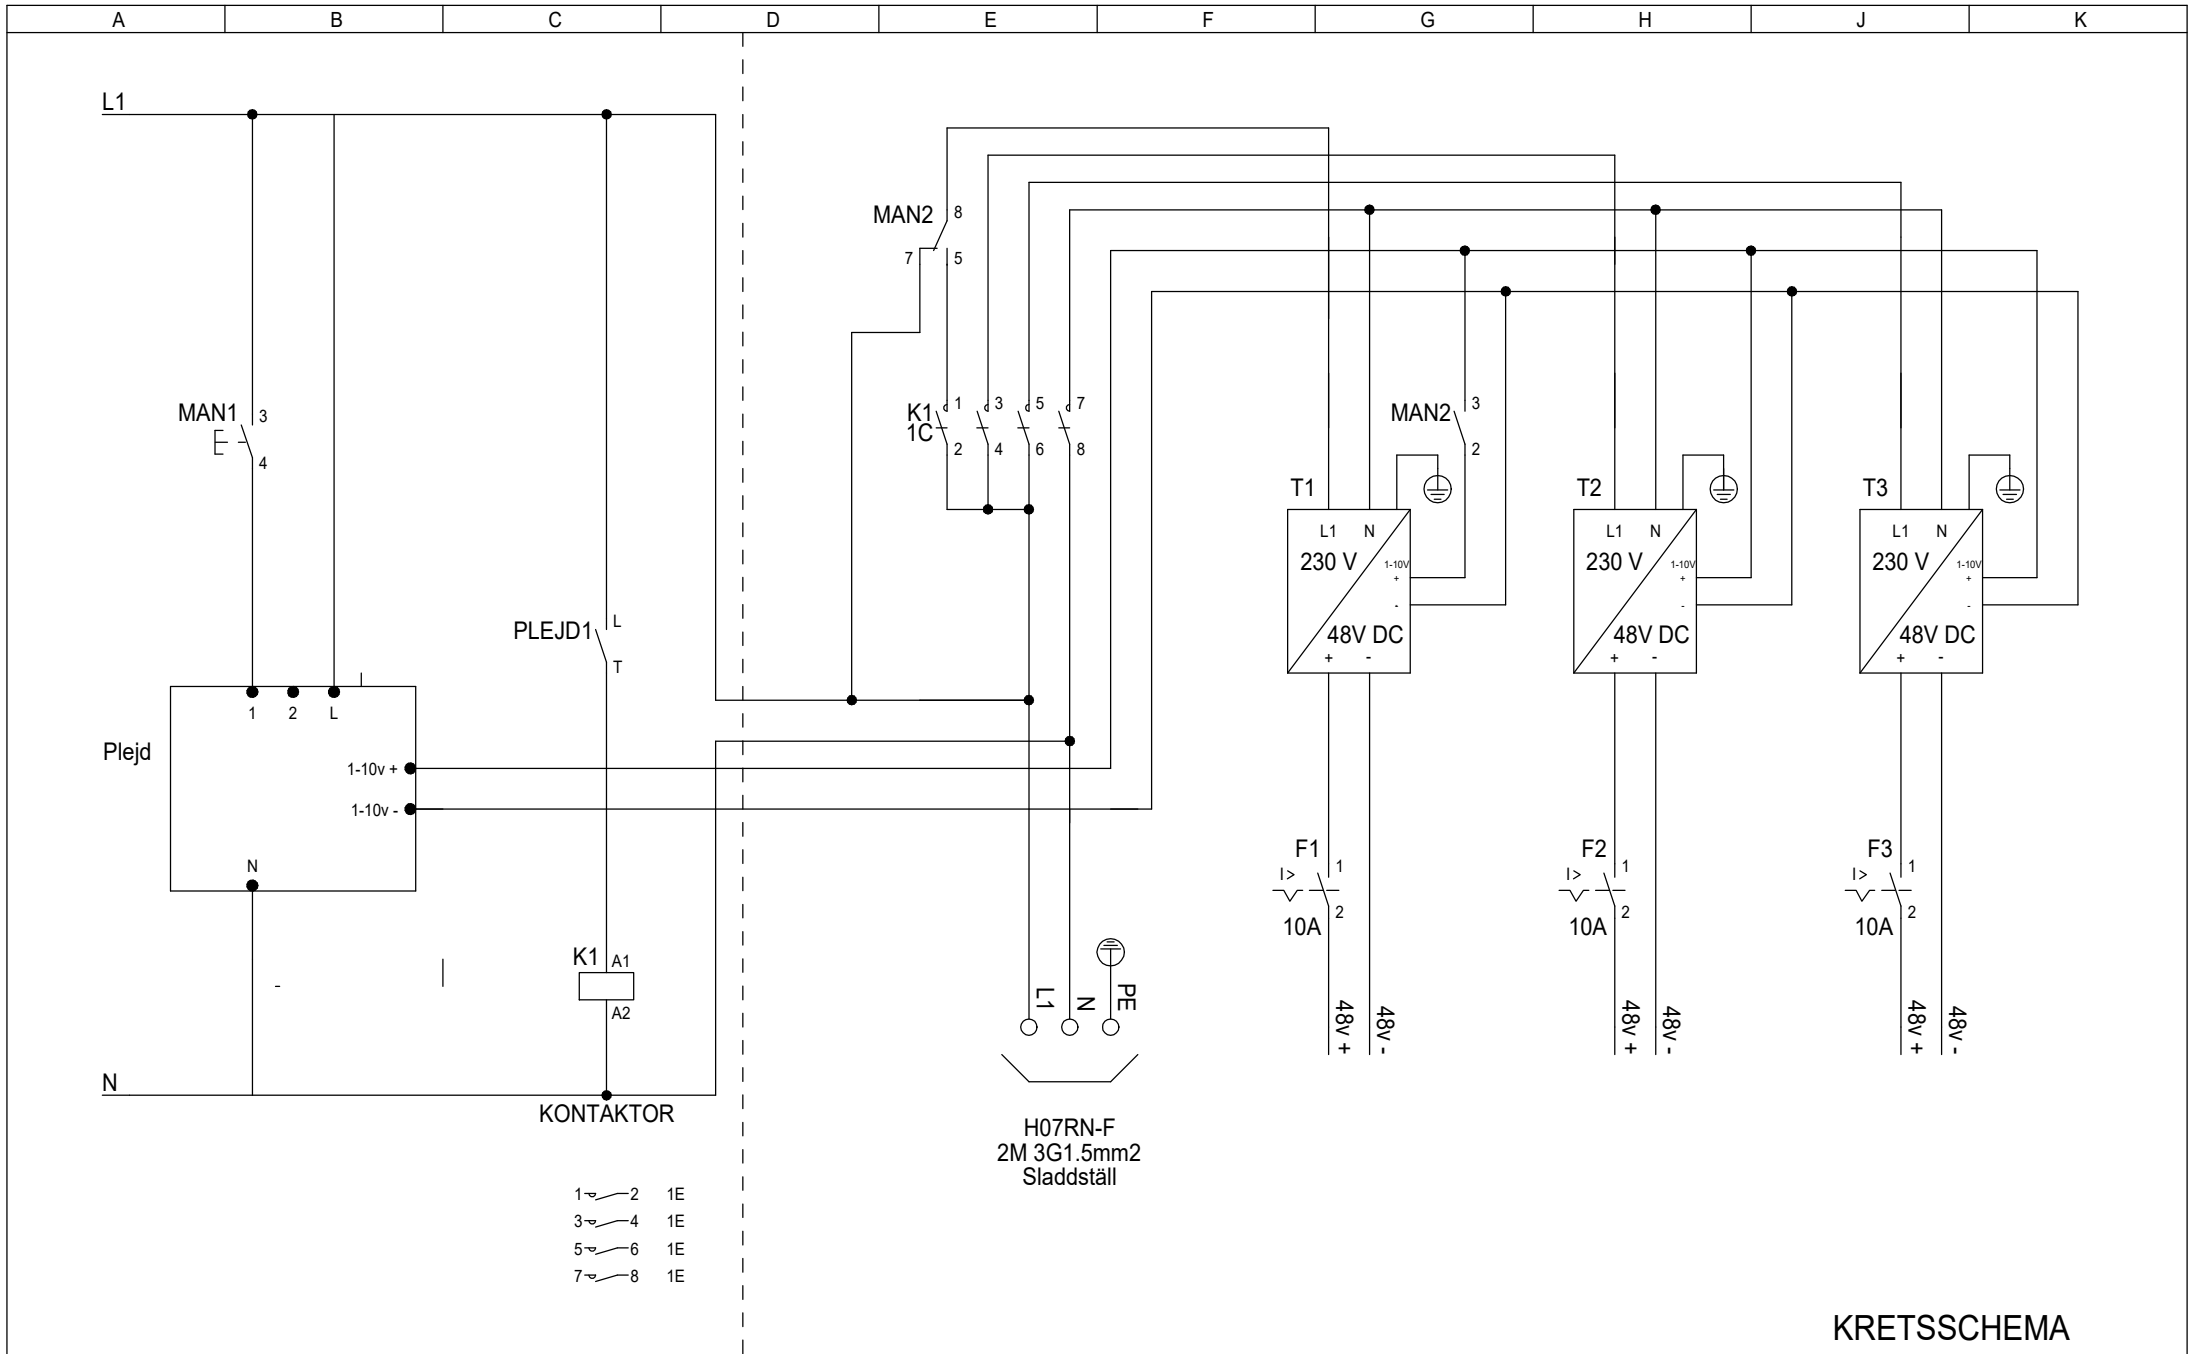 A B C D E F G H J K
L1
MAN2 8
7 5
MAN1 3
4
K1 1 3 5 7
1C 2 4 6 8
MAN2 3
2
T1 T2 T3
L1 N L1 N L1 N
230 V 1-10V 230 V 1-10V 230 V 1-10V
+ + +
- - -
PLEJD1 L
T
48V DC 48V DC 48V DC
+ - + - + -
1 2 L
Plejd
1-10v +
1-10v -
N
F1 1 F2 1 F3 1
I> I> I>
2 2 2
10A 10A 10A
K1 A1
A2
L1 N PE
48v + 48v - 48v + 48v - 48v + 48v -
N
KONTAKTOR
H07RN-F
2M 3G1.5mm2
Sladdställ
1 2 1E
3 4 1E
5 6 1E
7 8 1E
KRETSSCHEMA